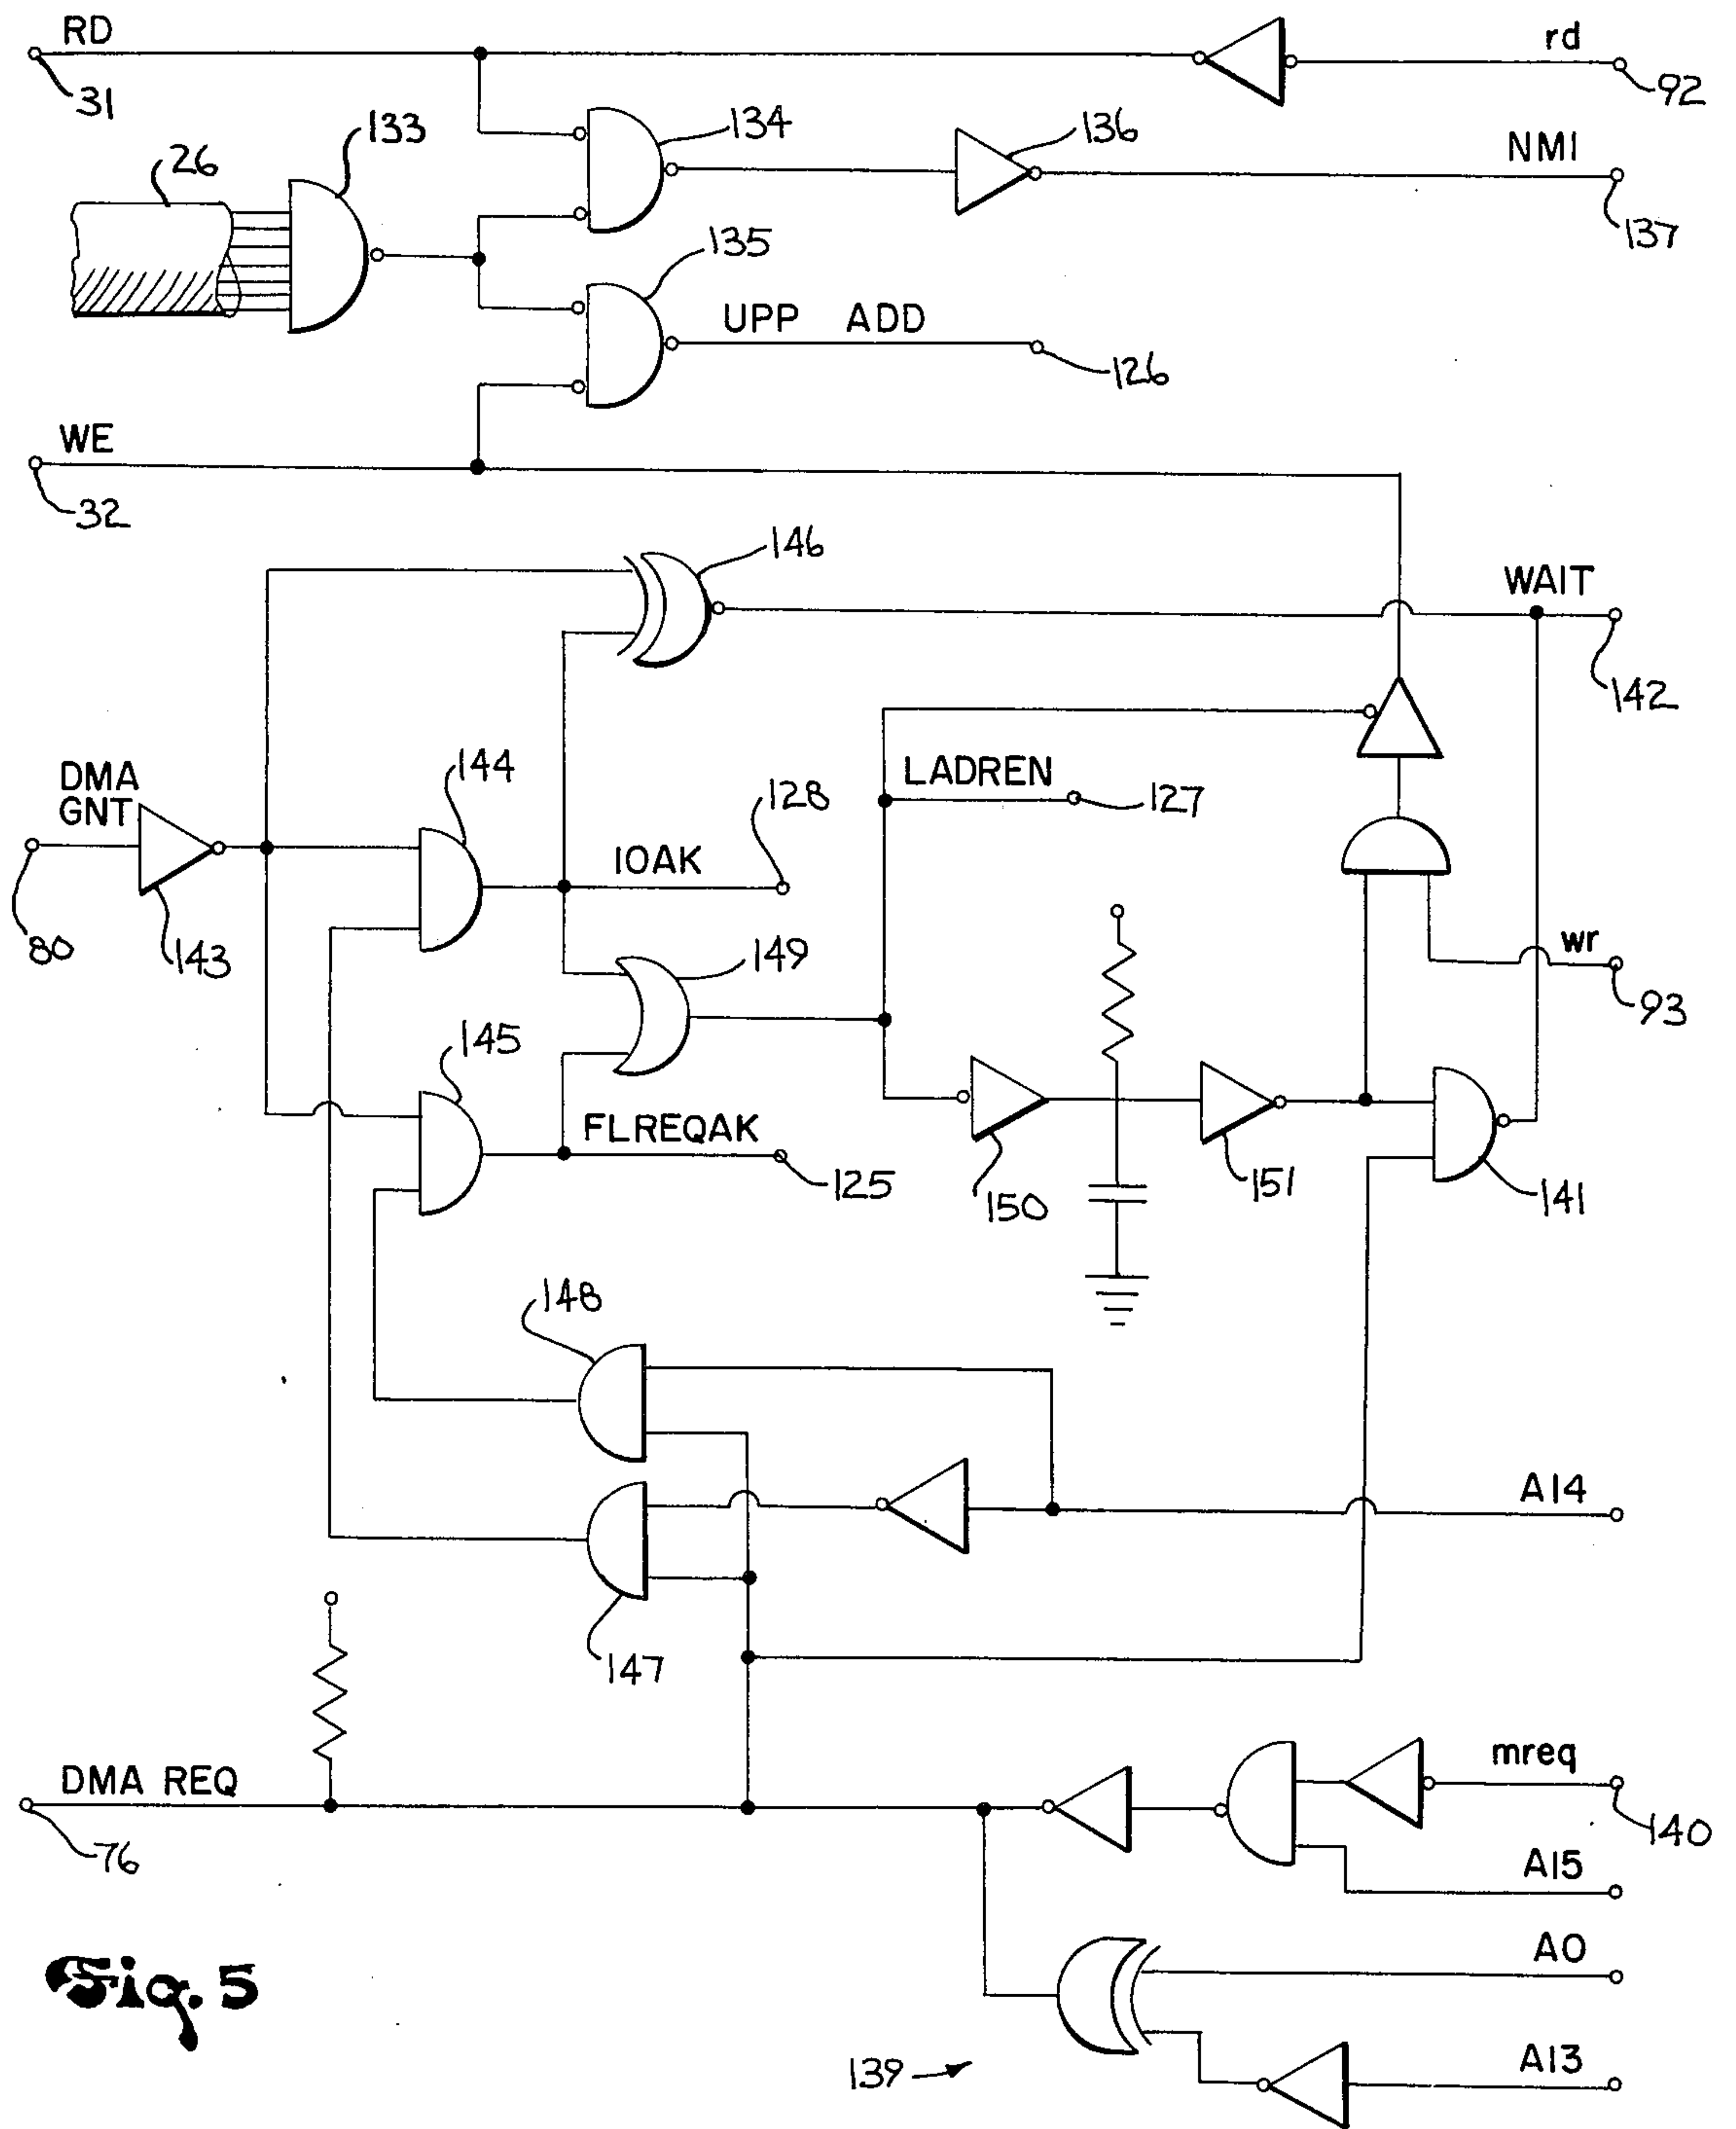 RD
rd
31
92
133
134
136
26
NMI
137
135
UPP ADD
126
WE
32
146
WAIT
142
DMA
GNT
144
LADREN
127
128
IOAK
80
143
149
wr
93
145
FLREQAK
125
150
151
141
148
A14
147
DMA REQ
mreq
76
140
A15
A0
Fig. 5
139
A13